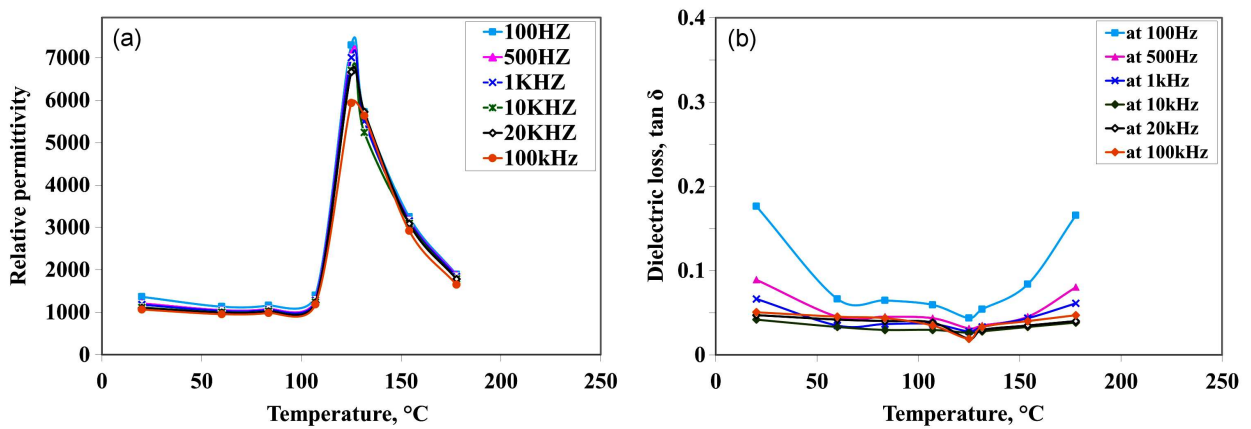 (a)
100HZ
500HZ
1KHZ
10KHZ
20KHZ
100kHz
7000
6000
5000
4000
3000
2000
1000
0
0 50 100 150 200 250
Relative permittivity
Temperature, °C
(b)
at 100Hz
at 500Hz
at 1kHz
at 10kHz
at 20kHz
at 100kHz
0.4
0.3
0.2
0.1
0
0 50 100 150 200 250
Dielectric loss, tan δ
Temperature, °C